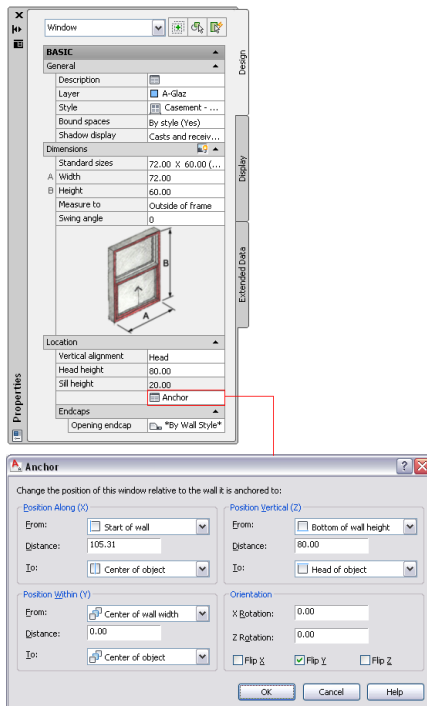 Window
Design
BASIC
General
Description
Layer A-Glaz
Style Casement - ...
Bound spaces By style (Yes)
Shadow display Casts and receiv...
Dimensions
Standard sizes 72.00 X 60.00 (...
A Width 72.00
B Height 60.00
Measure to Outside of frame
Swing angle 0
Display
B
A
Extended Data
Location
Vertical alignment Head
Head height 80.00
Sill height 20.00
Anchor
Endcaps
Opening endcap *By Wall Style*
Properties
Anchor
Change the position of this window relative to the wall it is anchored to:
Position Along (X)
From: Start of wall
Distance: 105.31
To: Center of object
Position Vertical (Z)
From: Bottom of wall height
Distance: 80.00
To: Head of object
Position Within (Y)
From: Center of wall width
Distance: 0.00
To: Center of object
Orientation
X Rotation: 0.00
Z Rotation: 0.00
Flip X Flip Y Flip Z
OK Cancel Help